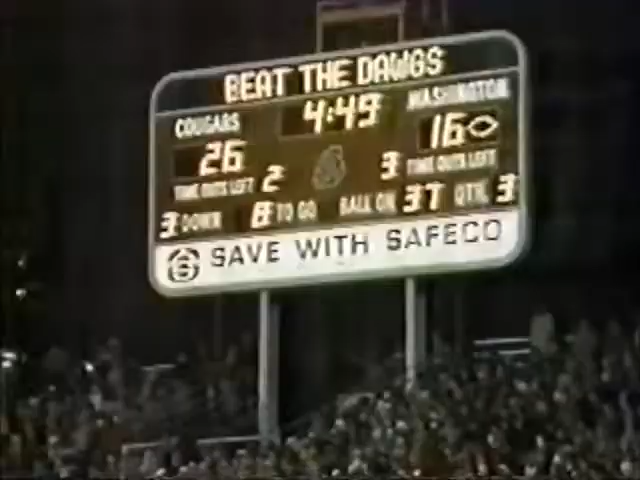 BEAT THE DAWGS
COUGARS 4:49 WASHINGTON
26 16
TIME OUTS LEFT 2 3 TIME OUTS LEFT
3 DOWN 8 TO GO BALL ON 37 QTR. 3
SAVE WITH SAFECO